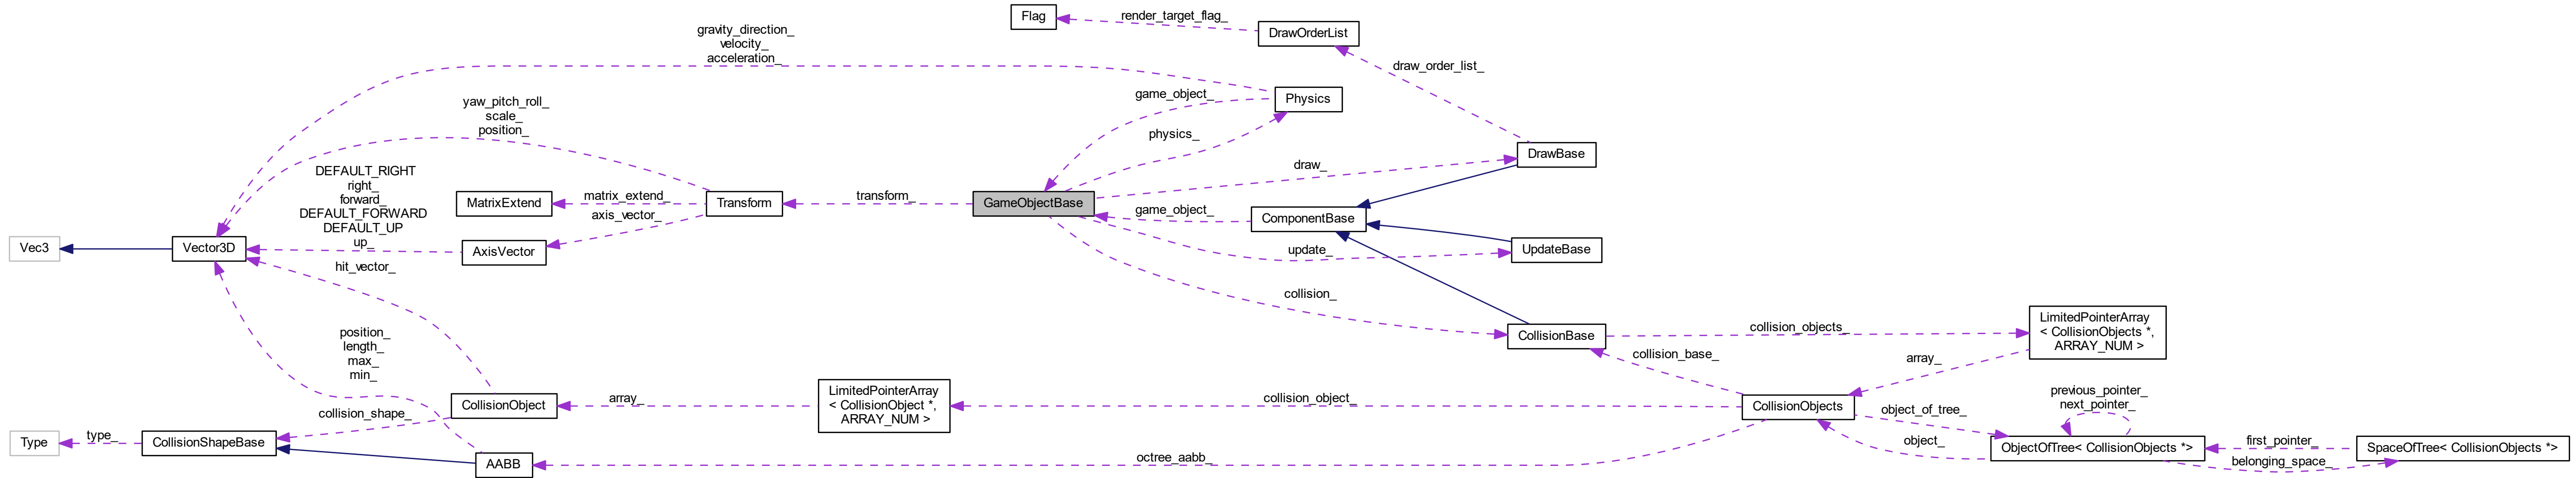 Flag
render_target_flag_
DrawOrderList
gravity_direction_
velocity_
acceleration_
draw_order_list_
Physics
game_object_
physics_
yaw_pitch_roll_
scale_
position_
DrawBase
draw_
DEFAULT_RIGHT
right_
forward_
DEFAULT_FORWARD
DEFAULT_UP
up_
MatrixExtend
matrix_extend_
axis_vector_
Transform
transform_
GameObjectBase
game_object_
ComponentBase
Vec3
Vector3D
AxisVector
update_
UpdateBase
hit_vector_
collision_
CollisionBase
collision_objects_
LimitedPointerArray
< CollisionObjects *,
ARRAY_NUM >
position_
length_
max_
min_
collision_base_
array_
CollisionObject
array_
LimitedPointerArray
< CollisionObject *,
ARRAY_NUM >
collision_object_
CollisionObjects
previous_pointer_
next_pointer_
object_of_tree_
collision_shape_
Type
type_
CollisionShapeBase
AABB
octree_aabb_
object_
ObjectOfTree< CollisionObjects *>
first_pointer_
belonging_space_
SpaceOfTree< CollisionObjects *>